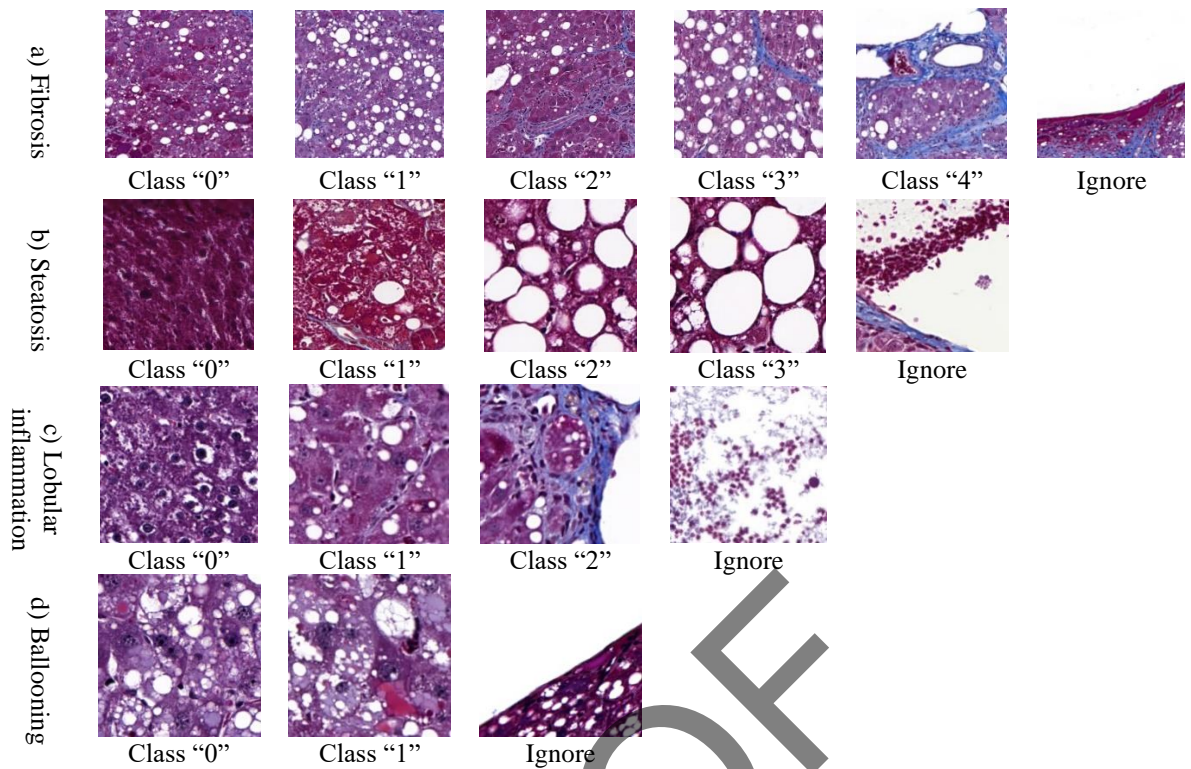 a) Fibrosis
Class “0” Class “1” Class “2” Class “3” Class “4” Ignore
b) Steatosis
Class “0” Class “1” Class “2” Class “3” Ignore
c) Lobular
inflammation
Class “0” Class “1” Class “2” Ignore
d) Ballooning
Class “0” Class “1” Ignore
OF